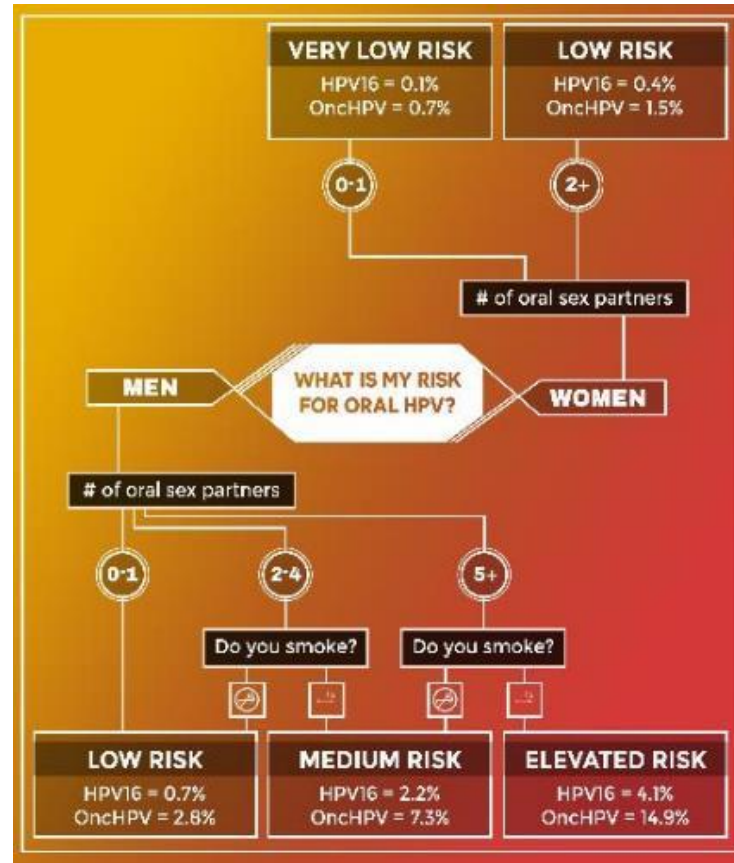 VERY LOW RISK
HPV16 = 0.1%
OncHPV = 0.7%
LOW RISK
HPV16 = 0.4%
OncHPV = 1.5%
0-1
2+
# of oral sex partners
MEN
WHAT IS MY RISK
FOR ORAL HPV?
WOMEN
# of oral sex partners
0-1
2-4
5+
Do you smoke?
Do you smoke?
LOW RISK
HPV16 = 0.7%
OncHPV = 2.8%
MEDIUM RISK
HPV16 = 2.2%
OncHPV = 7.3%
ELEVATED RISK
HPV16 = 4.1%
OncHPV = 14.9%